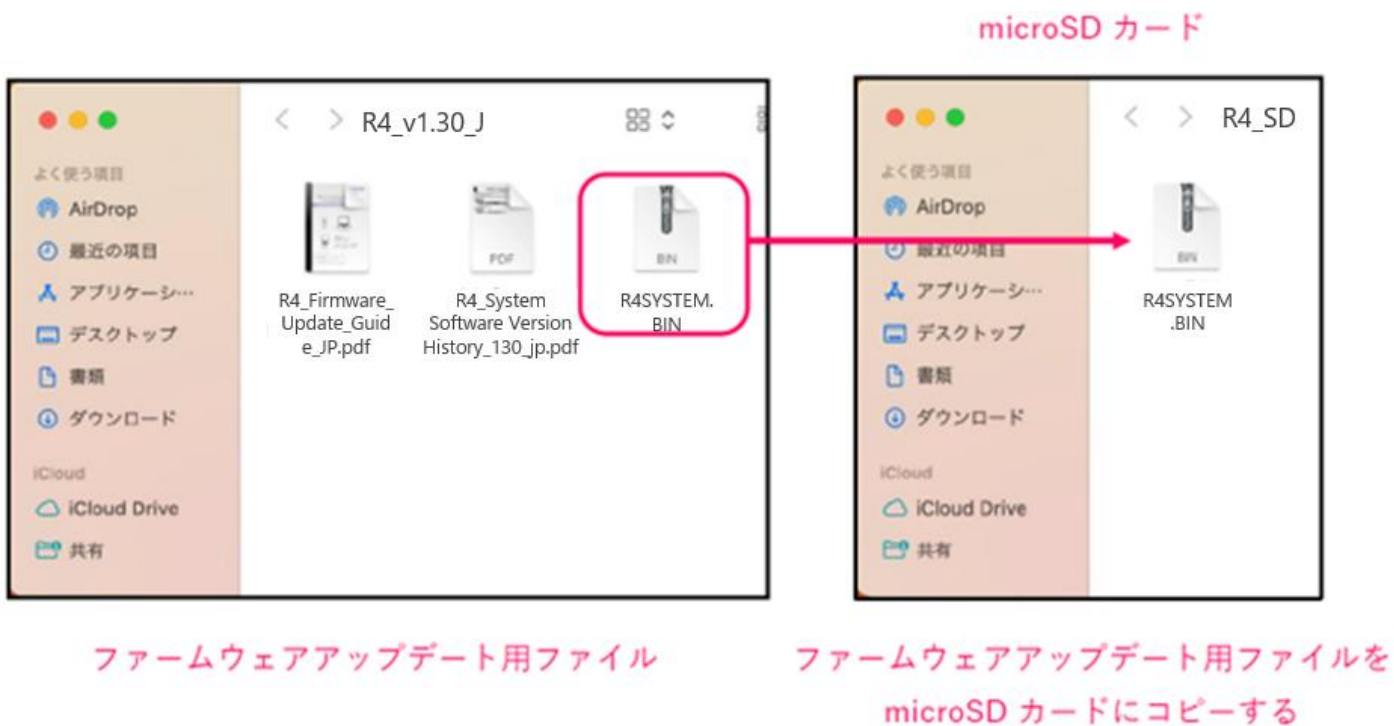 microSD カード
R4_v1.30_J
よく使う項目
AirDrop
最近の項目
アプリケーシ…
デスクトップ
書類
ダウンロード
iCloud
iCloud Drive
共有
R4_Firmware_
Update_Guid
e_JP.pdf
PDF
R4_System
Software Version
History_130_jp.pdf
BIN
R4SYSTEM.
BIN
R4_SD
よく使う項目
AirDrop
最近の項目
アプリケーシ…
デスクトップ
書類
ダウンロード
iCloud
iCloud Drive
共有
BIN
R4SYSTEM
.BIN
ファームウェアアップデート用ファイル
ファームウェアアップデート用ファイルを
microSD カードにコピーする